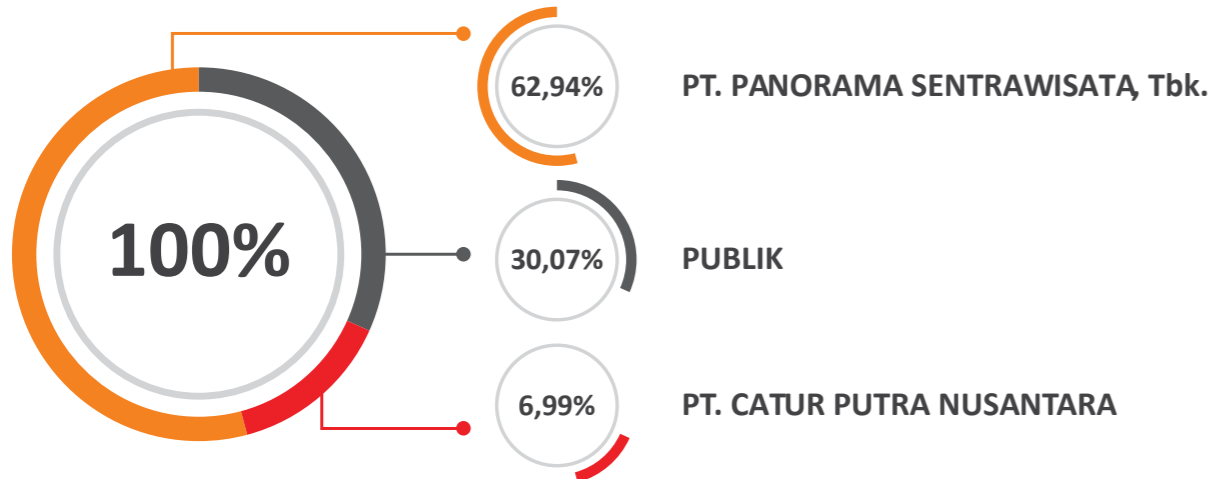 100%
62,94% PT. PANORAMA SENTRAWISATA, Tbk.
30,07% PUBLIK
6,99% PT. CATUR PUTRA NUSANTARA